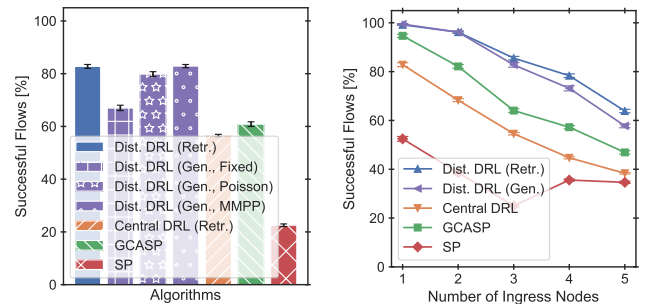 100
80
60
40
20
0
Successful Flows [%]
Dist. DRL (Retr.)
Dist. DRL (Gen., Fixed)
Dist. DRL (Gen., Poisson)
Dist. DRL (Gen., MMPP)
Central DRL (Retr.)
GCASP
SP
Algorithms
100
80
60
40
20
0
Successful Flows [%]
Dist. DRL (Retr.)
Dist. DRL (Gen.)
Central DRL
GCASP
SP
1 2 3 4 5
Number of Ingress Nodes